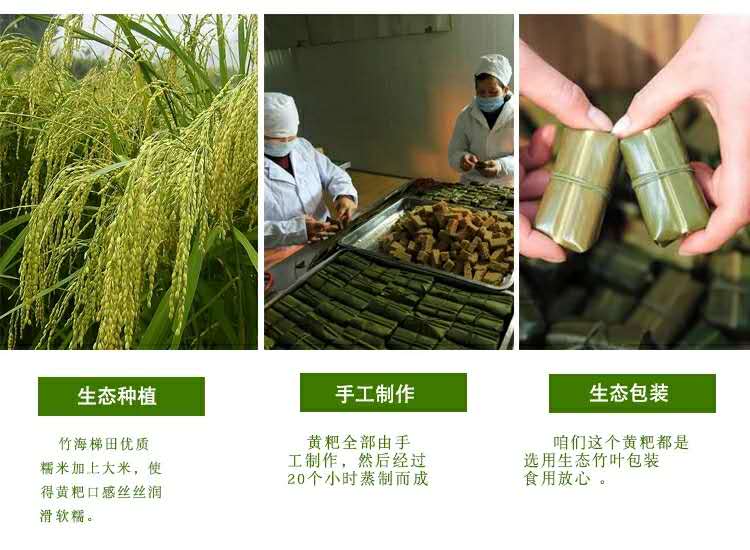 生态种植
竹海梯田优质
糯米加上大米，使
得黄粑口感丝丝润
滑软糯。
手工制作
黄粑全部由手
工制作，然后经过
20个小时蒸制而成
生态包装
咱们这个黄粑都是
选用生态竹叶包装
食用放心 。